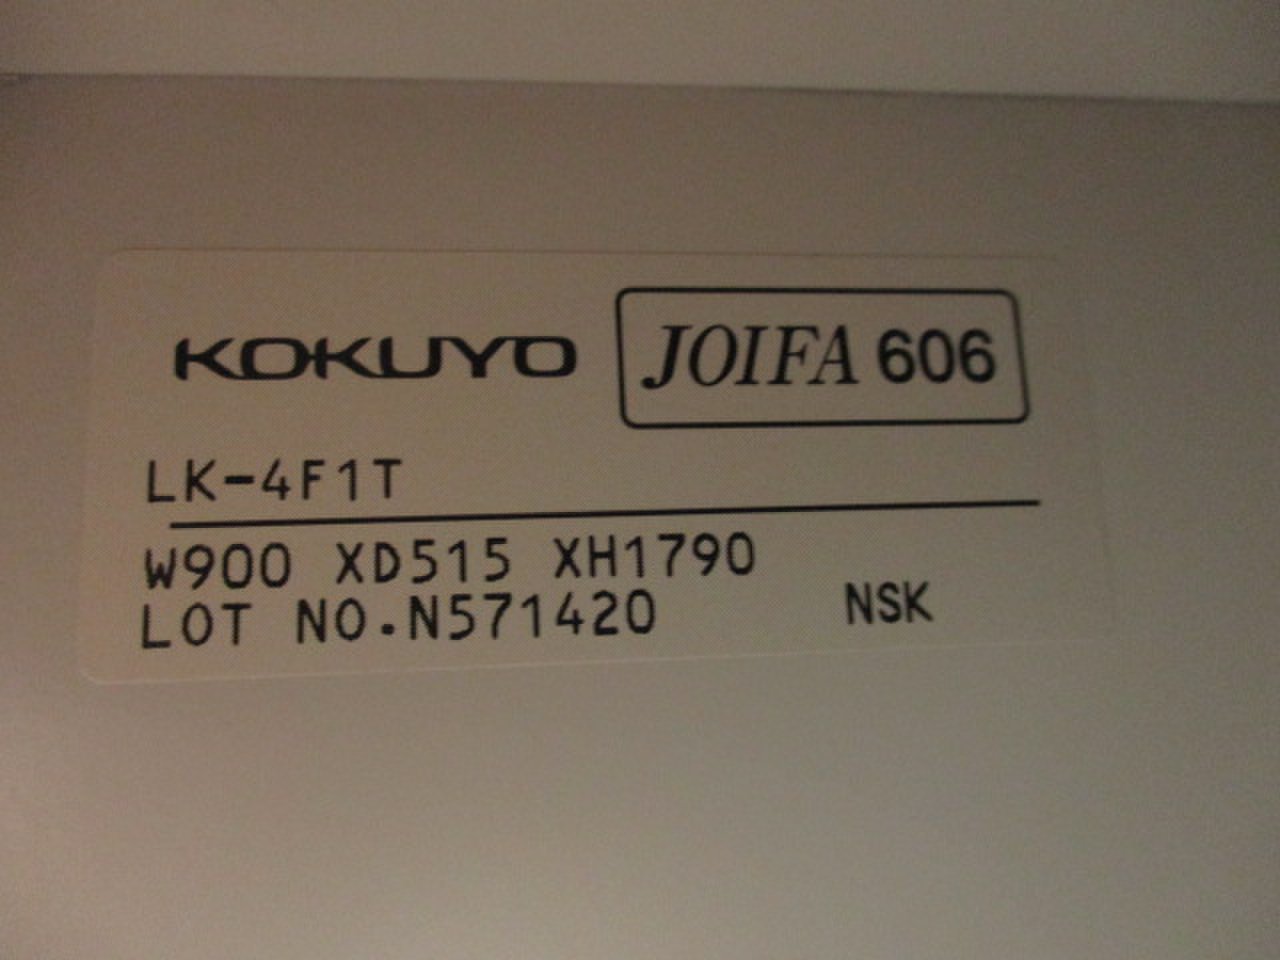 KOKUYO JOIFA 606
LK-4F1T
W900 XD515 XH1790
LOT NO.N571420 NSK